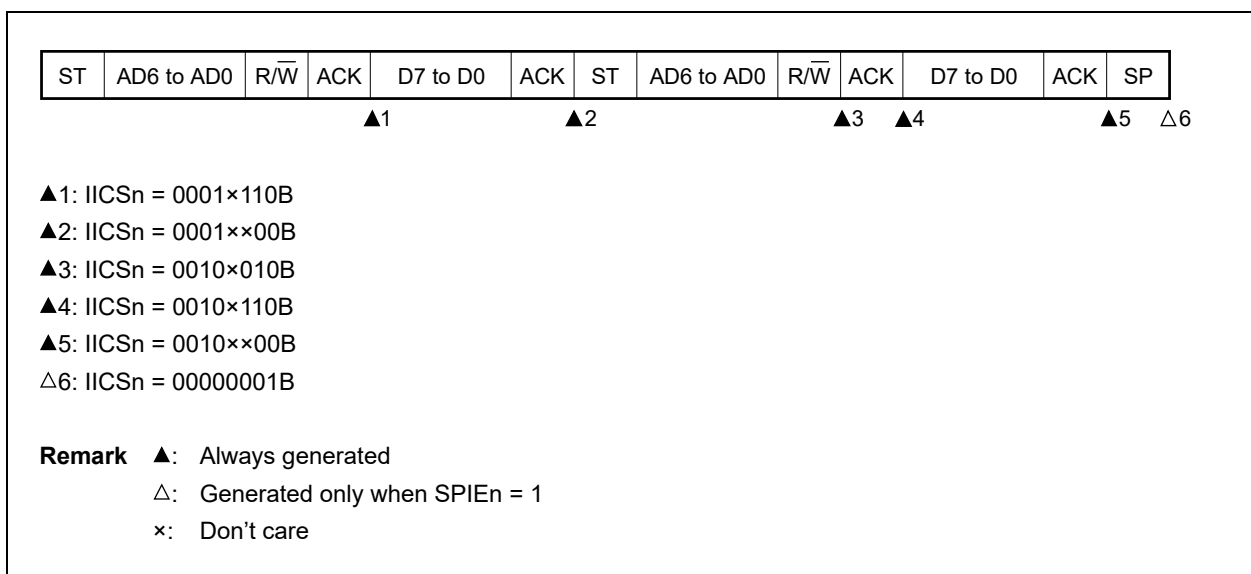 ST AD6 to AD0 R/W̅ ACK D7 to D0 ACK ST AD6 to AD0 R/W̅ ACK D7 to D0 ACK SP
▲1 ▲2 ▲3 ▲4 ▲5 △6
▲1: IICSn = 0001×110B
▲2: IICSn = 0001××00B
▲3: IICSn = 0010×010B
▲4: IICSn = 0010×110B
▲5: IICSn = 0010××00B
△6: IICSn = 00000001B
Remark ▲: Always generated
△: Generated only when SPIEn = 1
×: Don’t care